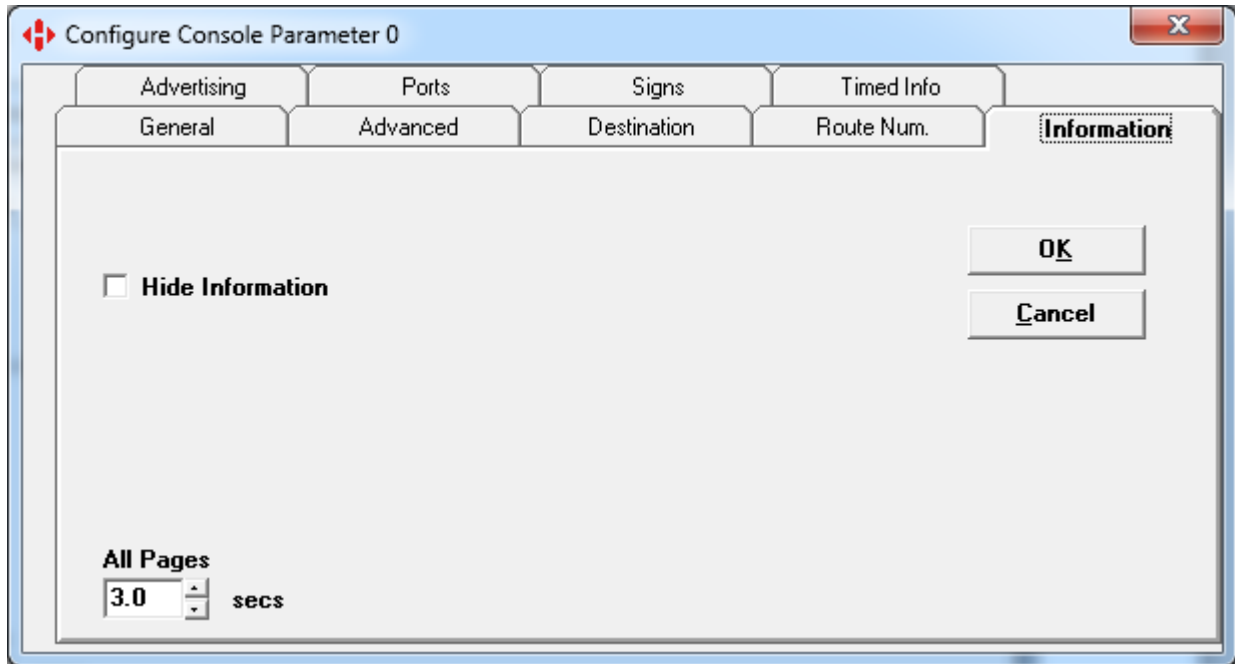 Configure Console Parameter 0
Advertising Ports Signs Timed Info
General Advanced Destination Route Num. Information
OK
Hide Information
Cancel
All Pages
3.0 secs